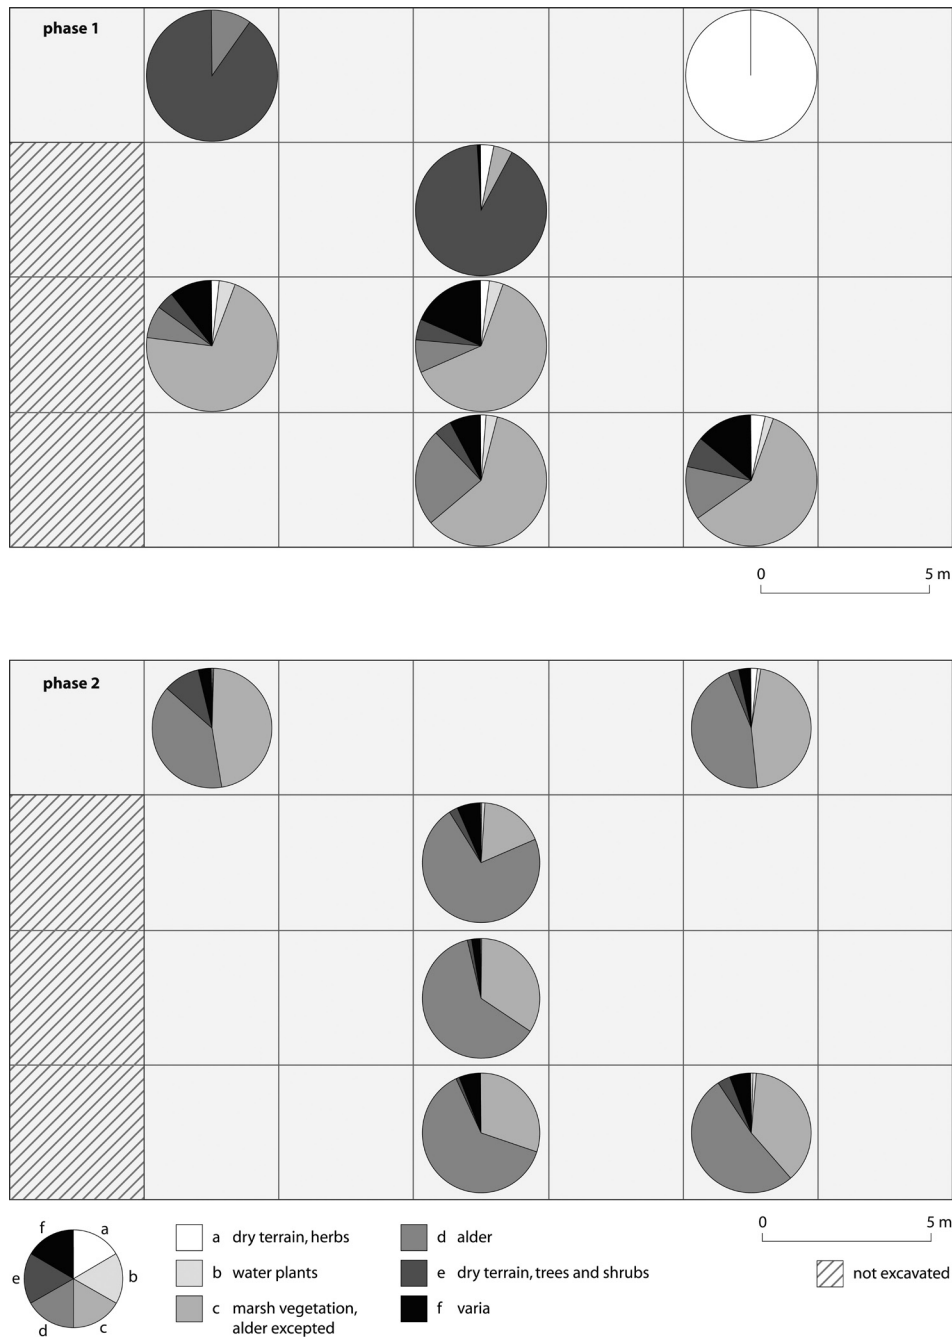 phase 1
0 5 m
phase 2
0 5 m
f a
e b
d c
a dry terrain, herbs
b water plants
c marsh vegetation,
alder excepted
d alder
e dry terrain, trees and shrubs
f varia
not excavated